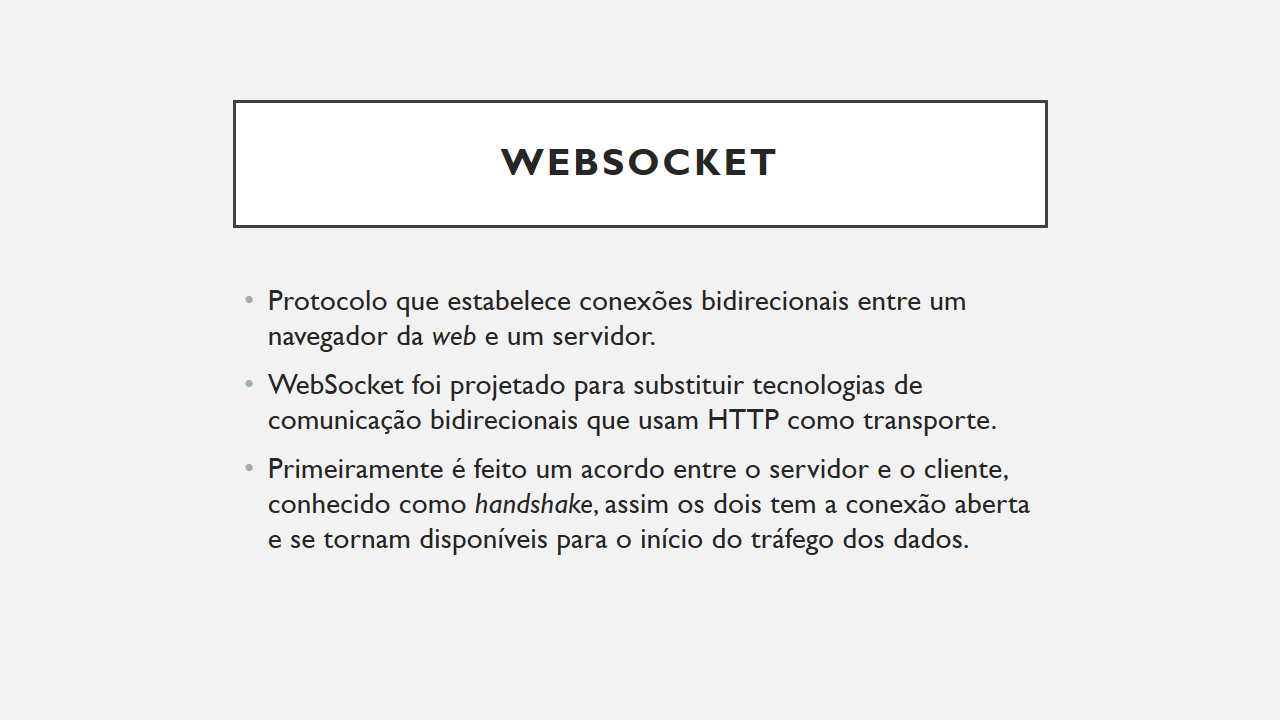 WEBSOCKET
• Protocolo que estabelece conexões bidirecionais entre um
navegador da web e um servidor.
• WebSocket foi projetado para substituir tecnologias de
comunicação bidirecionais que usam HTTP como transporte.
• Primeiramente é feito um acordo entre o servidor e o cliente,
conhecido como handshake, assim os dois tem a conexão aberta
e se tornam disponíveis para o início do tráfego dos dados.